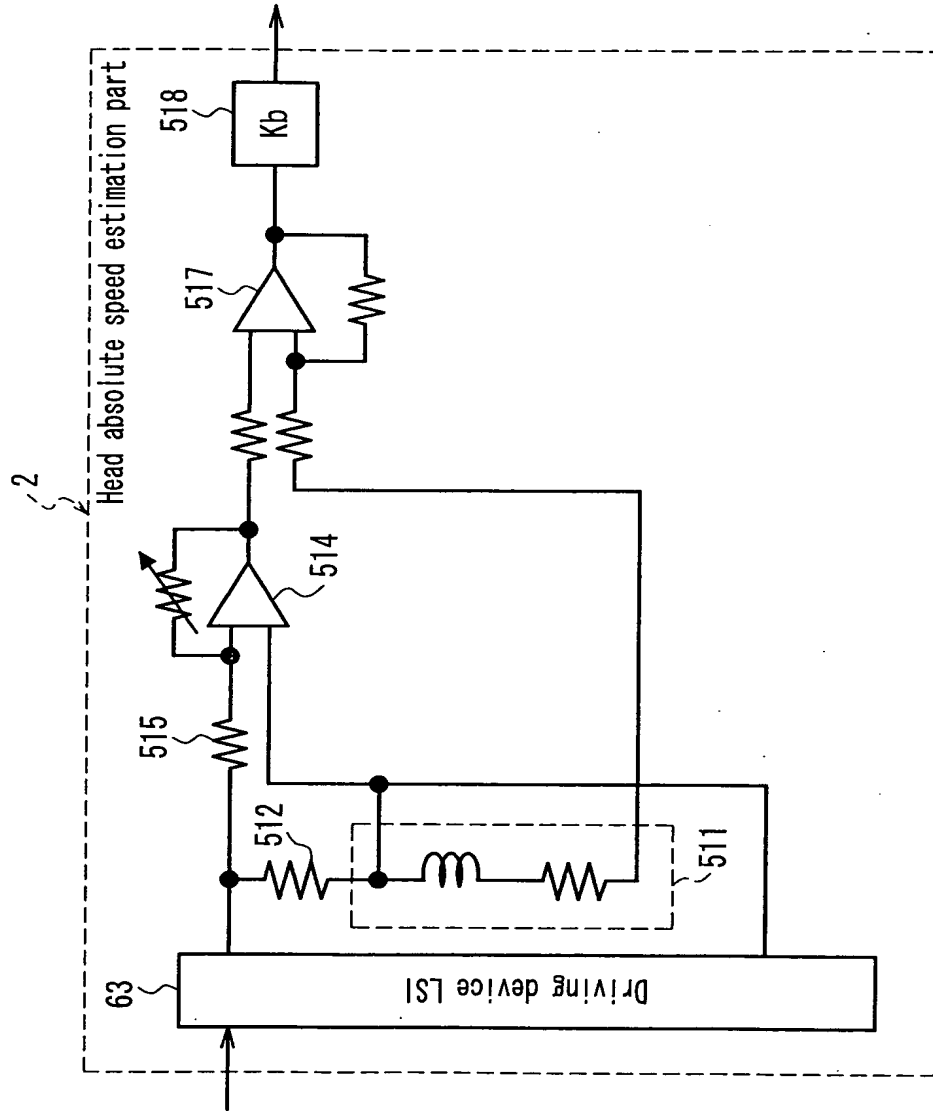 2
Head absolute speed estimation part
518
Kb
517
514
515
512
511
63
Driving device LSI